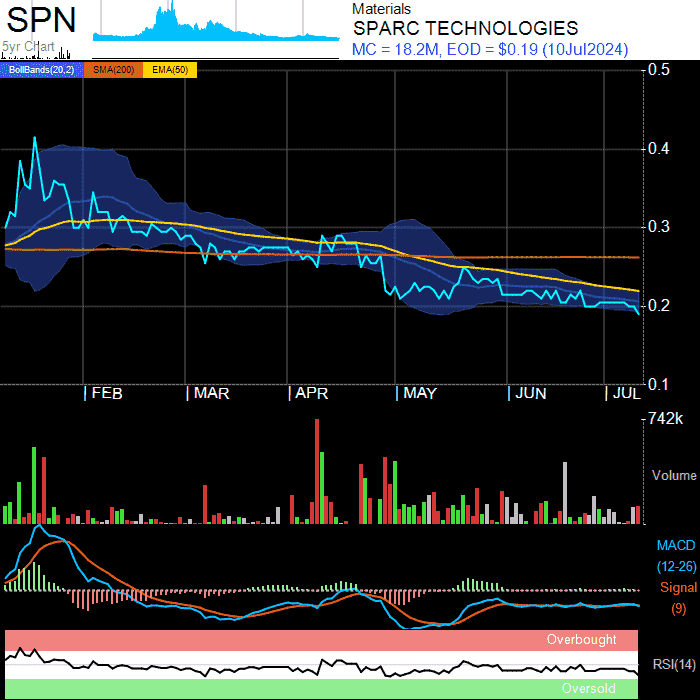 SPN
5yr Chart
Materials
SPARC TECHNOLOGIES
MC = 18.2M, EOD = $0.19 (10Jul2024)
BollBands(20,2) SMA(200) EMA(50)
0.5
0.4
0.3
0.2
0.1
FEB MAR APR MAY JUN JUL
742k
Volume
MACD
(12-26)
Signal
(9)
Overbought
RSI(14)
Oversold